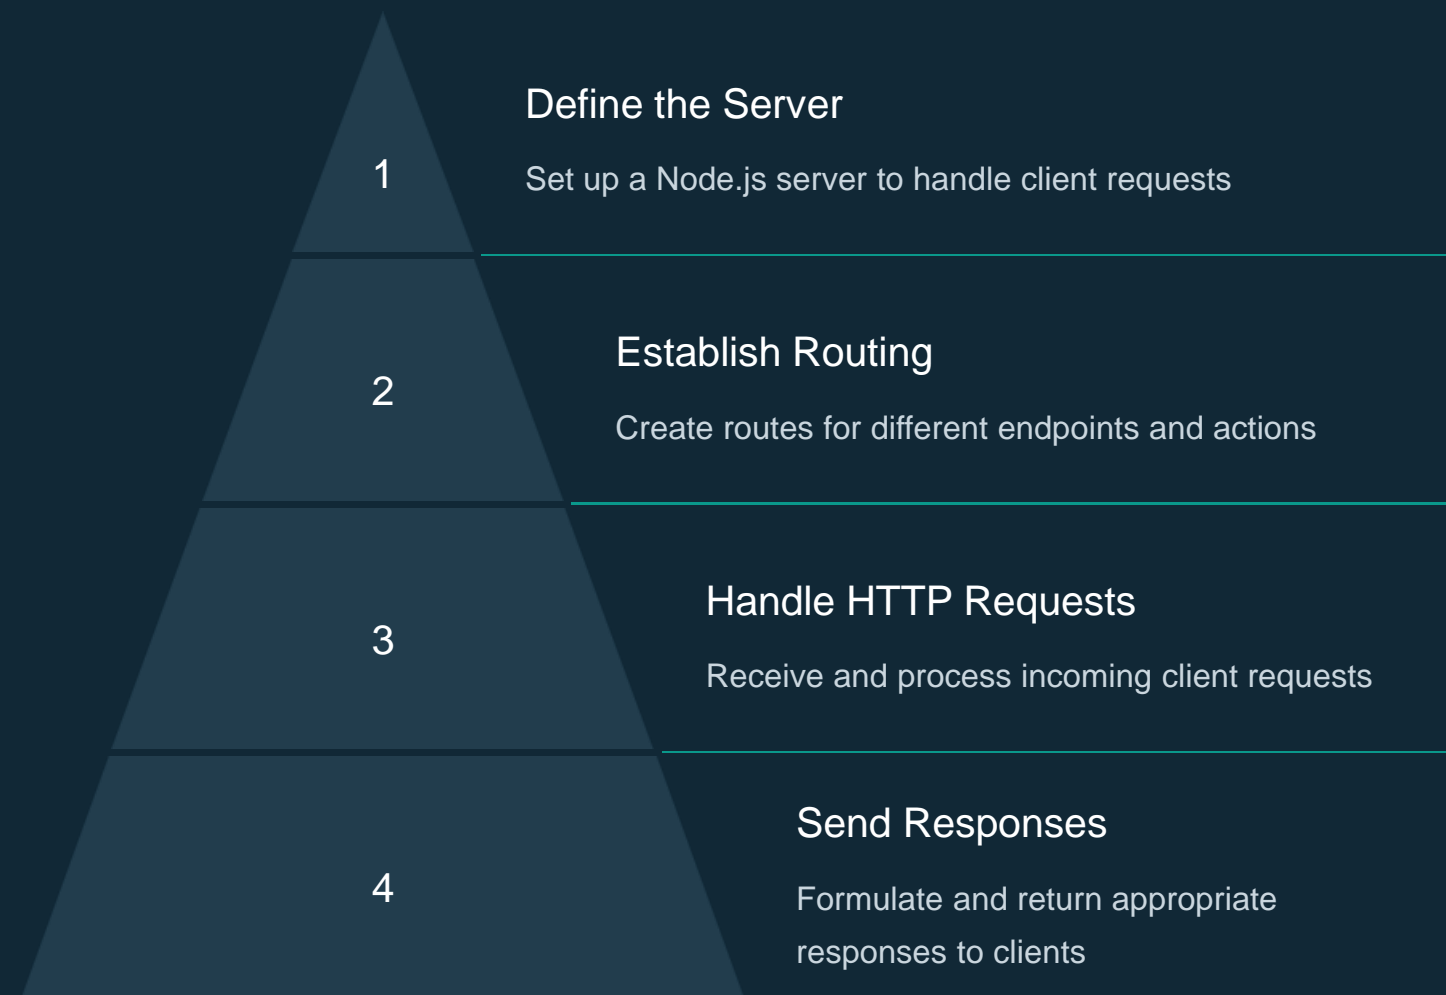 1
Define the Server
Set up a Node.js server to handle client requests
2
Establish Routing
Create routes for different endpoints and actions
3
Handle HTTP Requests
Receive and process incoming client requests
4
Send Responses
Formulate and return appropriate
responses to clients